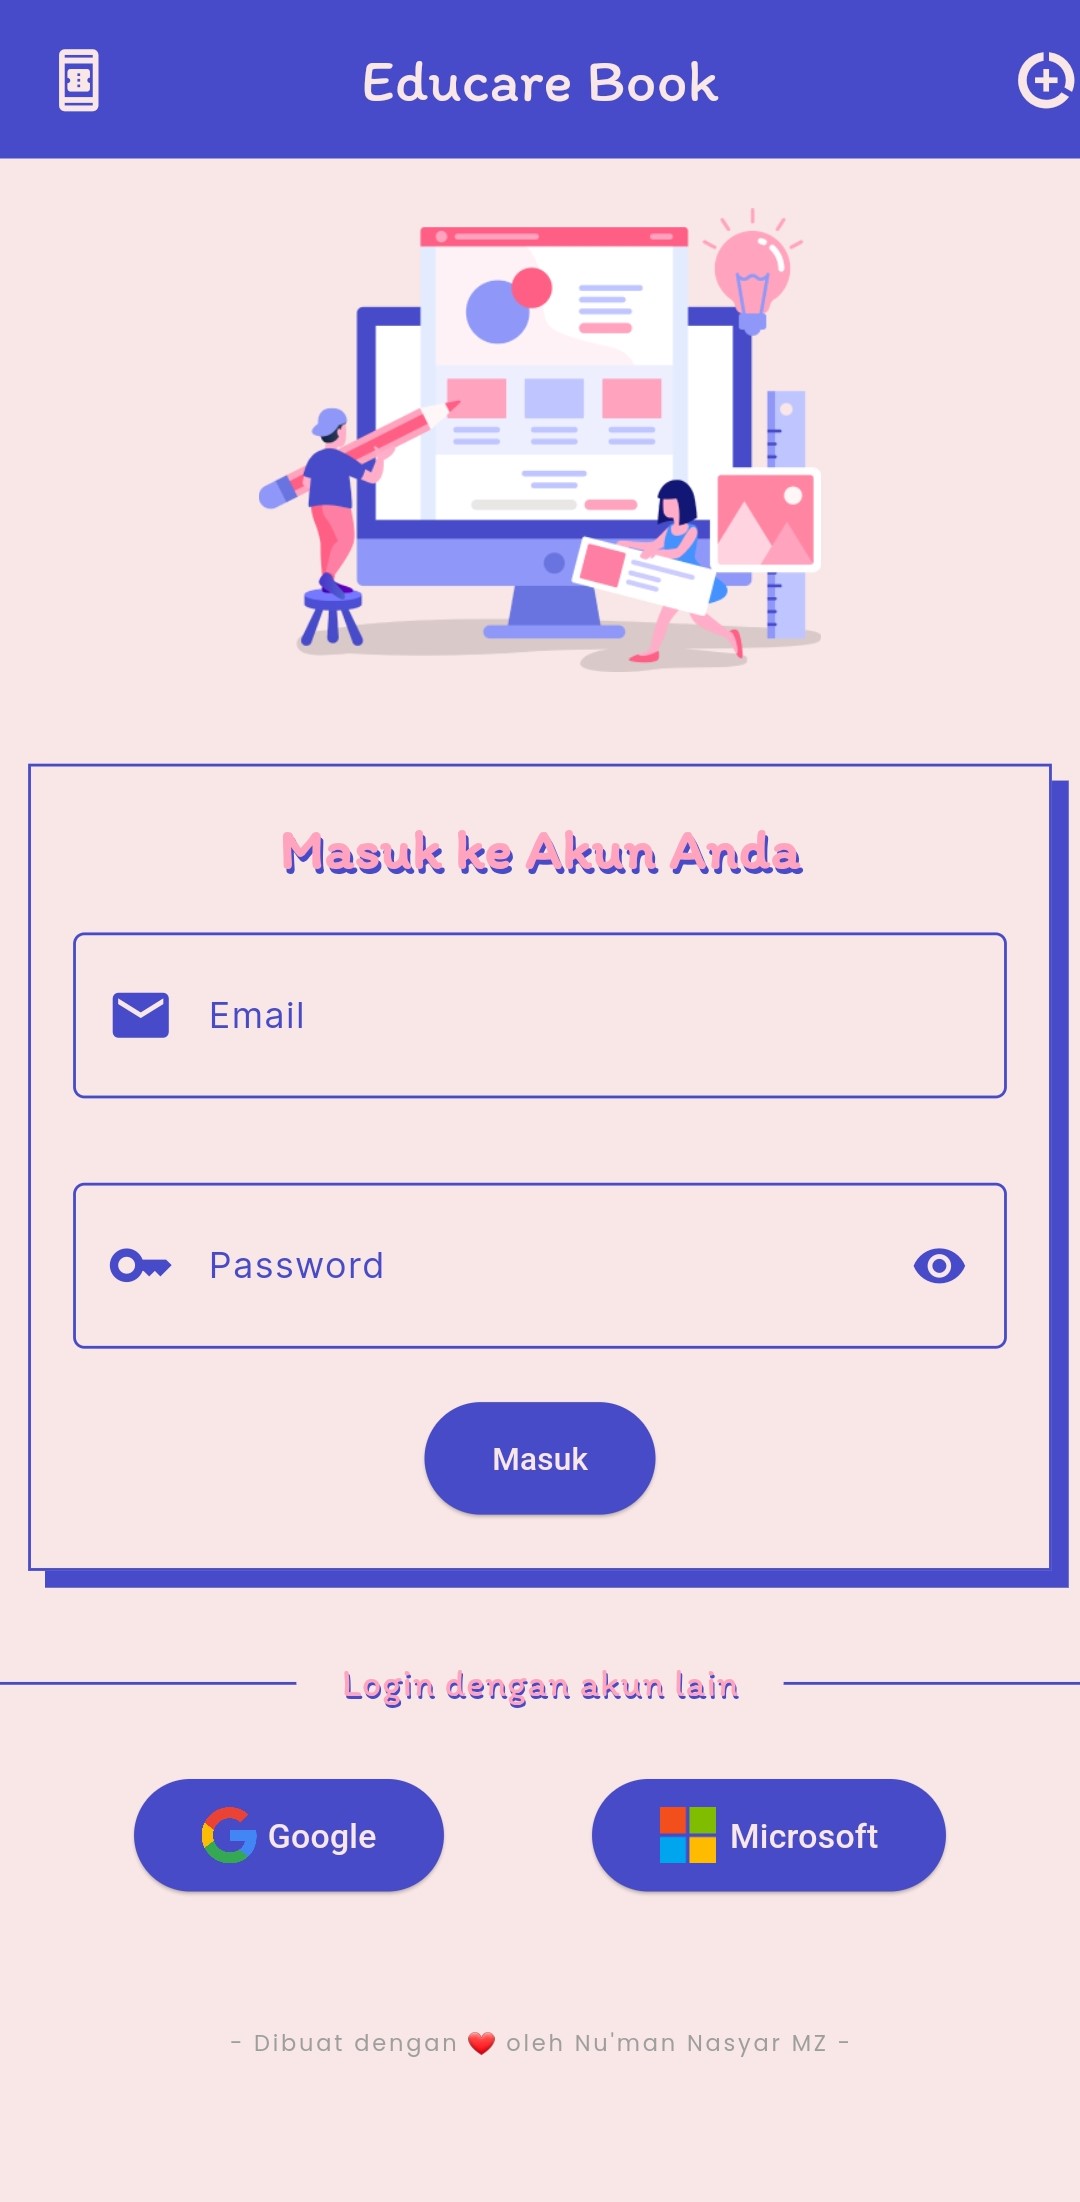 Educare Book
Masuk ke Akun Anda
Email
Password
Masuk
Login dengan akun lain
Google
Microsoft
- Dibuat dengan ❤️ oleh Nu'man Nasyar MZ -